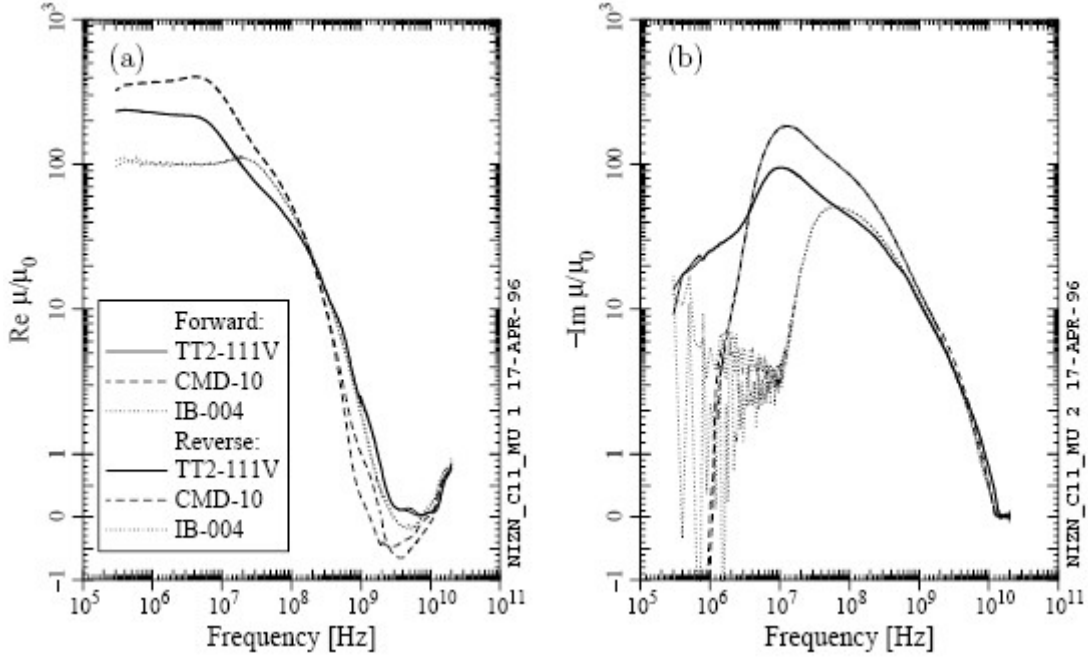 (a)
10³
100
10
1
0
−1
Re μ/μ₀
Forward:
TT2-111V
CMD-10
IB-004
Reverse:
TT2-111V
CMD-10
IB-004
10⁵ 10⁶ 10⁷ 10⁸ 10⁹ 10¹⁰ 10¹¹
Frequency [Hz]
NIZN_C11_MU 1 17-APR-96
(b)
10³
100
10
1
0
−1
−Im μ/μ₀
10⁵ 10⁶ 10⁷ 10⁸ 10⁹ 10¹⁰ 10¹¹
Frequency [Hz]
NIZN_C11_MU 2 17-APR-96